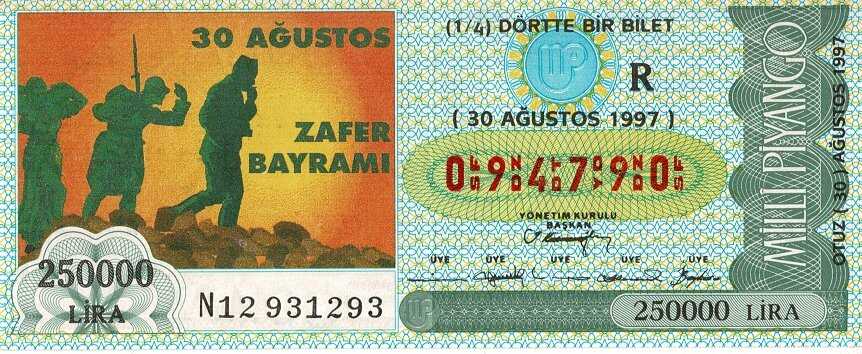 30 AĞUSTOS
ZAFER
BAYRAMI
250000
LİRA
N12 931293
(1/4) DÖRTTE BİR BİLET
MP
R
( 30 AĞUSTOS 1997 )
0 9 4 7 9 0
YÖNETİM KURULU
BAŞKAN
ÜYE ÜYE ÜYE ÜYE
MP
250000 LİRA
MİLLİ PİYANGO
OTUZ ( 30 ) AĞUSTOS 1997